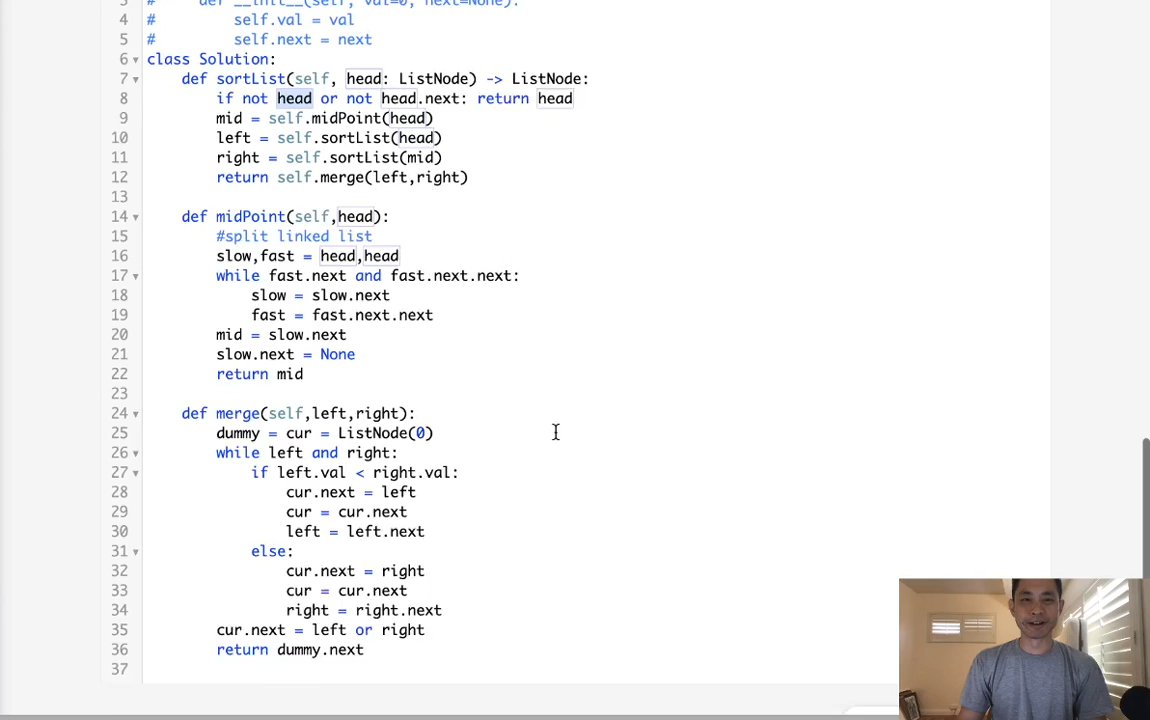 3 # def __init__(self, val=0, next=None):
4 # self.val = val
5 # self.next = next
6 class Solution:
7 def sortList(self, head: ListNode) -> ListNode:
8 if not head or not head.next: return head
9 mid = self.midPoint(head)
10 left = self.sortList(head)
11 right = self.sortList(mid)
12 return self.merge(left,right)
13
14 def midPoint(self,head):
15 #split linked list
16 slow,fast = head,head
17 while fast.next and fast.next.next:
18 slow = slow.next
19 fast = fast.next.next
20 mid = slow.next
21 slow.next = None
22 return mid
23
24 def merge(self,left,right):
25 dummy = cur = ListNode(0)
26 while left and right:
27 if left.val < right.val:
28 cur.next = left
29 cur = cur.next
30 left = left.next
31 else:
32 cur.next = right
33 cur = cur.next
34 right = right.next
35 cur.next = left or right
36 return dummy.next
37